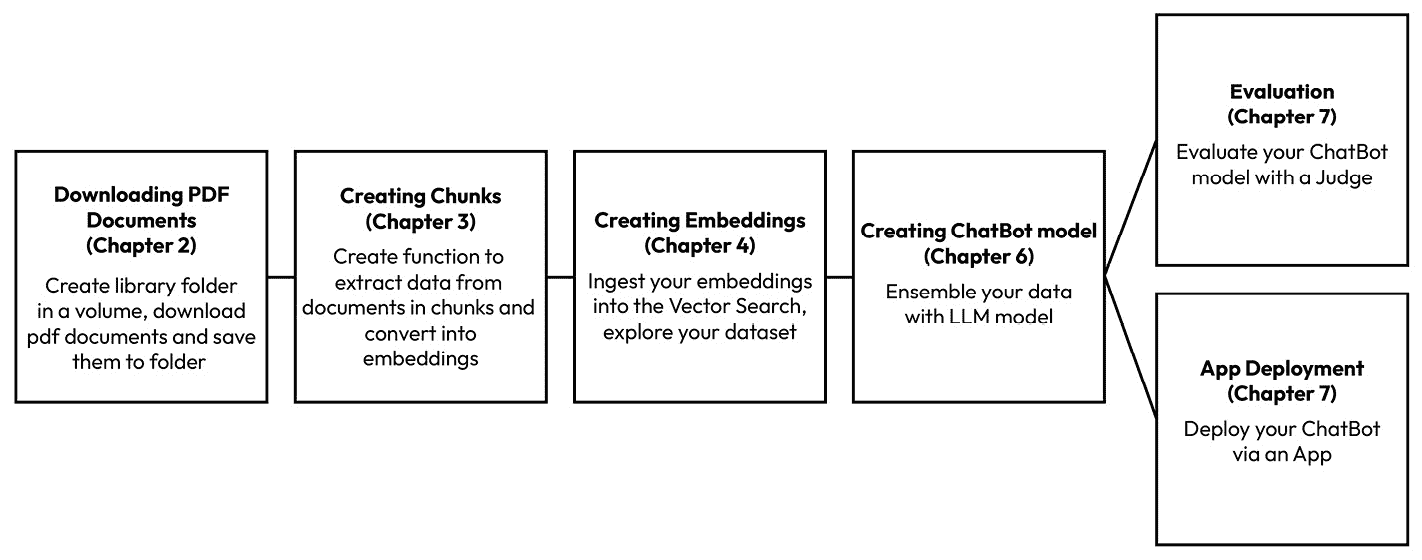 Downloading PDF
Documents
(Chapter 2)
Create library folder
in a volume, download
pdf documents and save
them to folder
Creating Chunks
(Chapter 3)
Create function to
extract data from
documents in chunks and
convert into
embeddings
Creating Embeddings
(Chapter 4)
Ingest your embeddings
into the Vector Search,
explore your dataset
Creating ChatBot model
(Chapter 6)
Ensemble your data
with LLM model
Evaluation
(Chapter 7)
Evaluate your ChatBot
model with a Judge
App Deployment
(Chapter 7)
Deploy your ChatBot
via an App